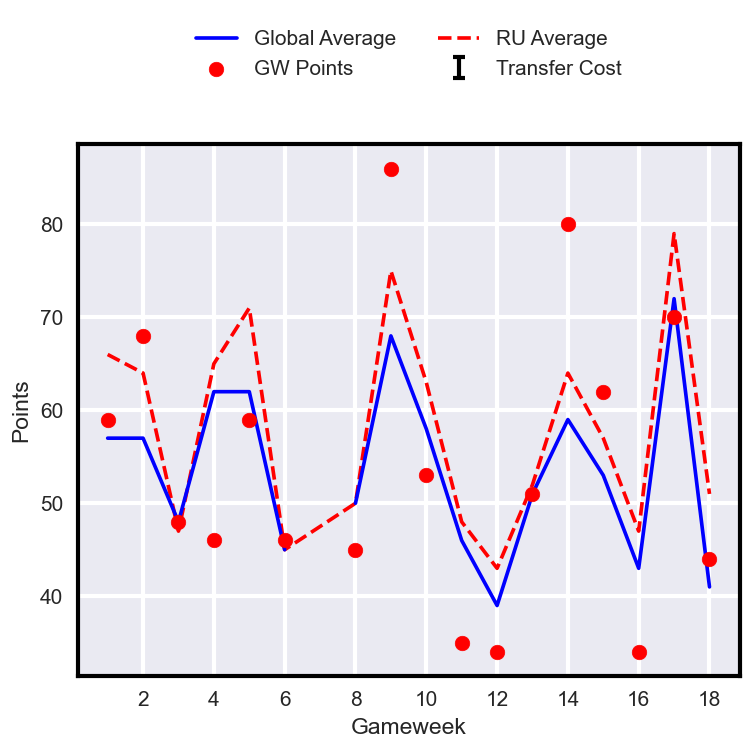 Global Average
RU Average
GW Points
Transfer Cost
80
70
60
50
40
Points
2 4 6 8 10 12 14 16 18
Gameweek